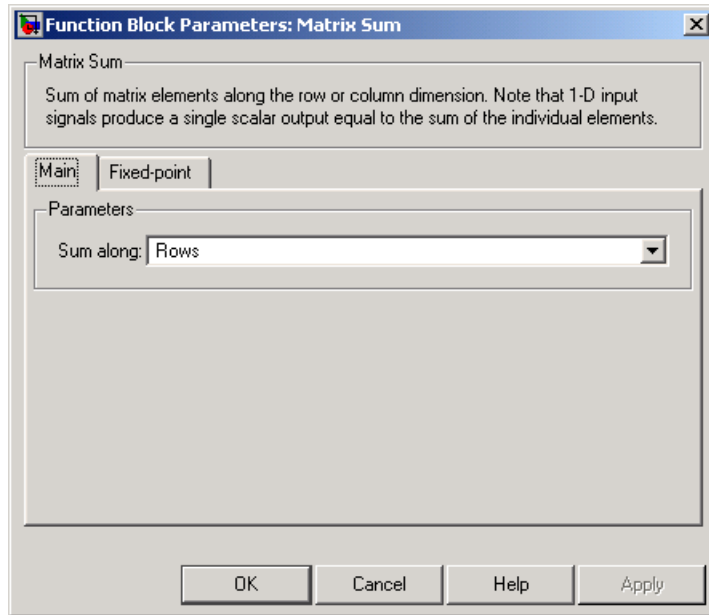 Function Block Parameters: Matrix Sum
Matrix Sum
Sum of matrix elements along the row or column dimension. Note that 1-D input
signals produce a single scalar output equal to the sum of the individual elements.
Main Fixed-point
Parameters
Sum along: Rows
OK Cancel Help Apply